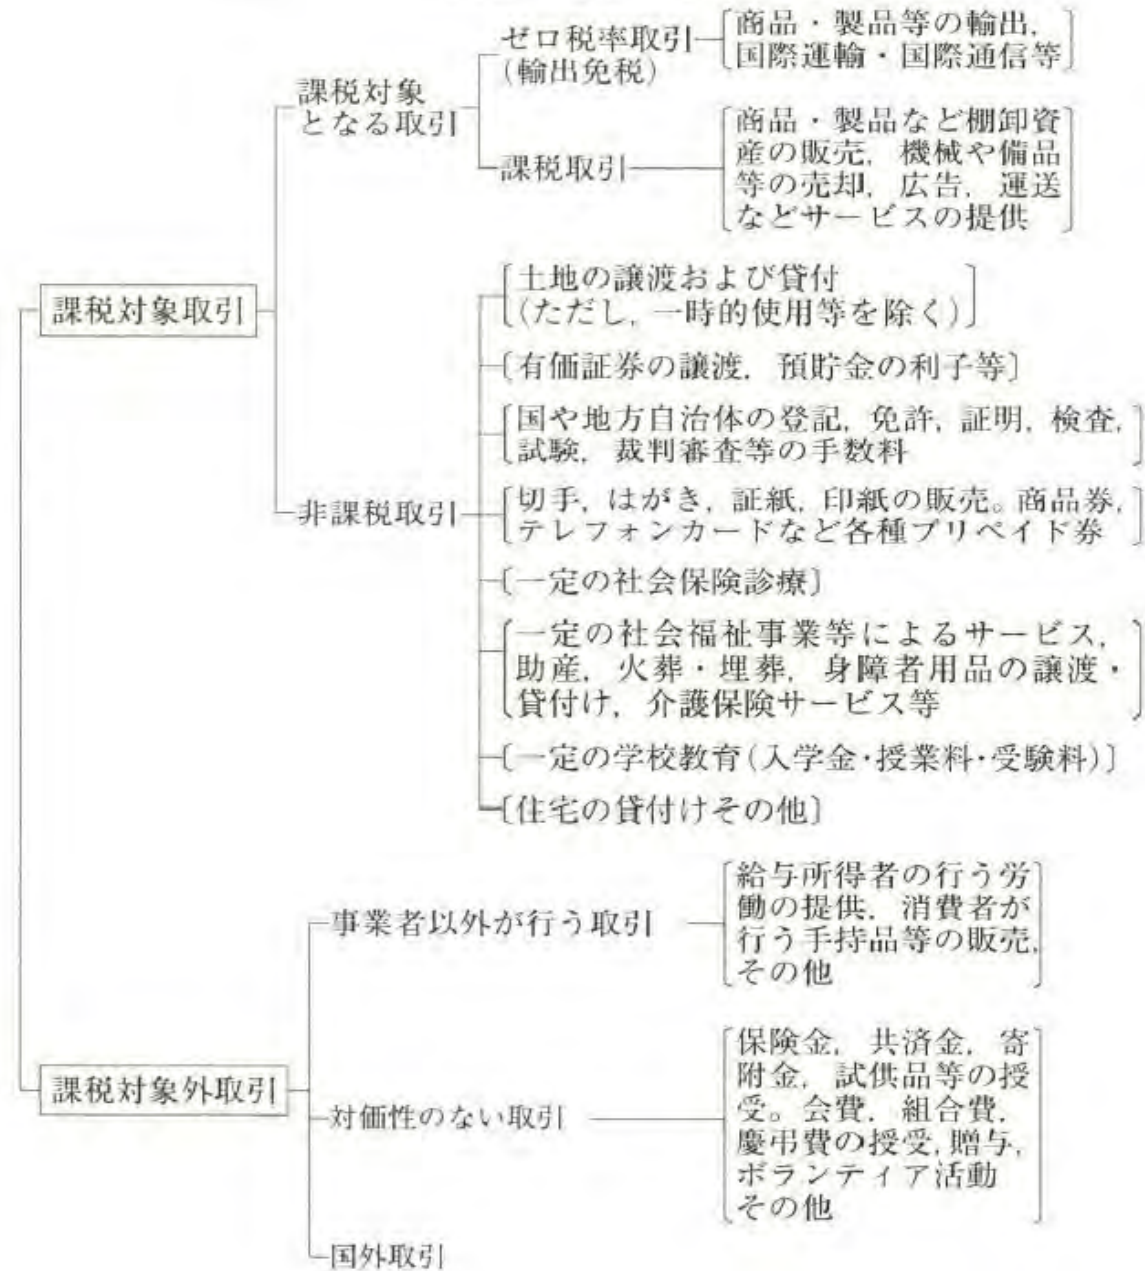 課税対象取引
課税対象
となる取引
ゼロ税率取引
(輸出免税)
商品・製品等の輸出,
国際運輸・国際通信等
課税取引
商品・製品など棚卸資
産の販売, 機械や備品
等の売却, 広告, 運送
などサービスの提供
非課税取引
土地の譲渡および貸付
(ただし, 一時的使用等を除く)
有価証券の譲渡, 預貯金の利子等
国や地方自治体の登記, 免許, 証明, 検査,
試験, 裁判審査等の手数料
切手, はがき, 証紙, 印紙の販売。商品券,
テレフォンカードなど各種プリペイド券
一定の社会保険診療
一定の社会福祉事業等によるサービス,
助産, 火葬・埋葬, 身障者用品の譲渡・
貸付け, 介護保険サービス等
一定の学校教育(入学金・授業料・受験料)
住宅の貸付けその他
課税対象外取引
事業者以外が行う取引
給与所得者の行う労
働の提供, 消費者が
行う手持品等の販売,
その他
対価性のない取引
保険金, 共済金, 寄
附金, 試供品等の授
受。会費, 組合費,
慶弔費の授受, 贈与,
ボランティア活動
その他
国外取引